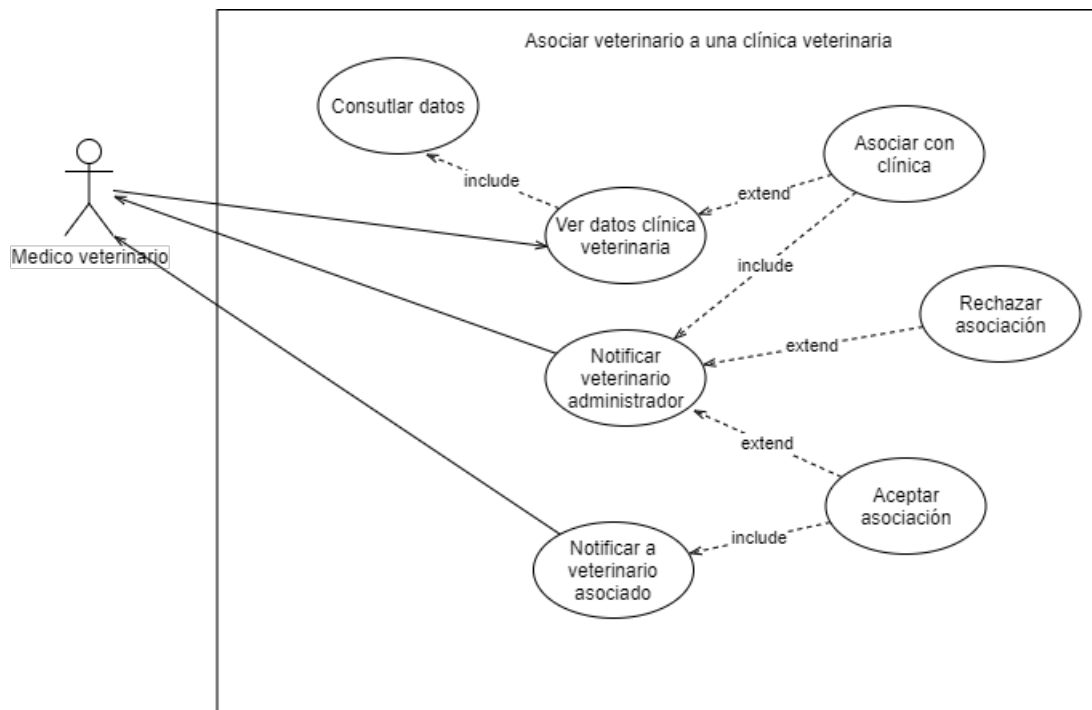 Asociar veterinario a una clínica veterinaria
Consutlar datos
Asociar con
clínica
include
extend
Ver datos clínica
veterinaria
Medico veterinario
include
Rechazar
asociación
extend
Notificar
veterinario
administrador
extend
Aceptar
asociación
include
Notificar a
veterinario
asociado